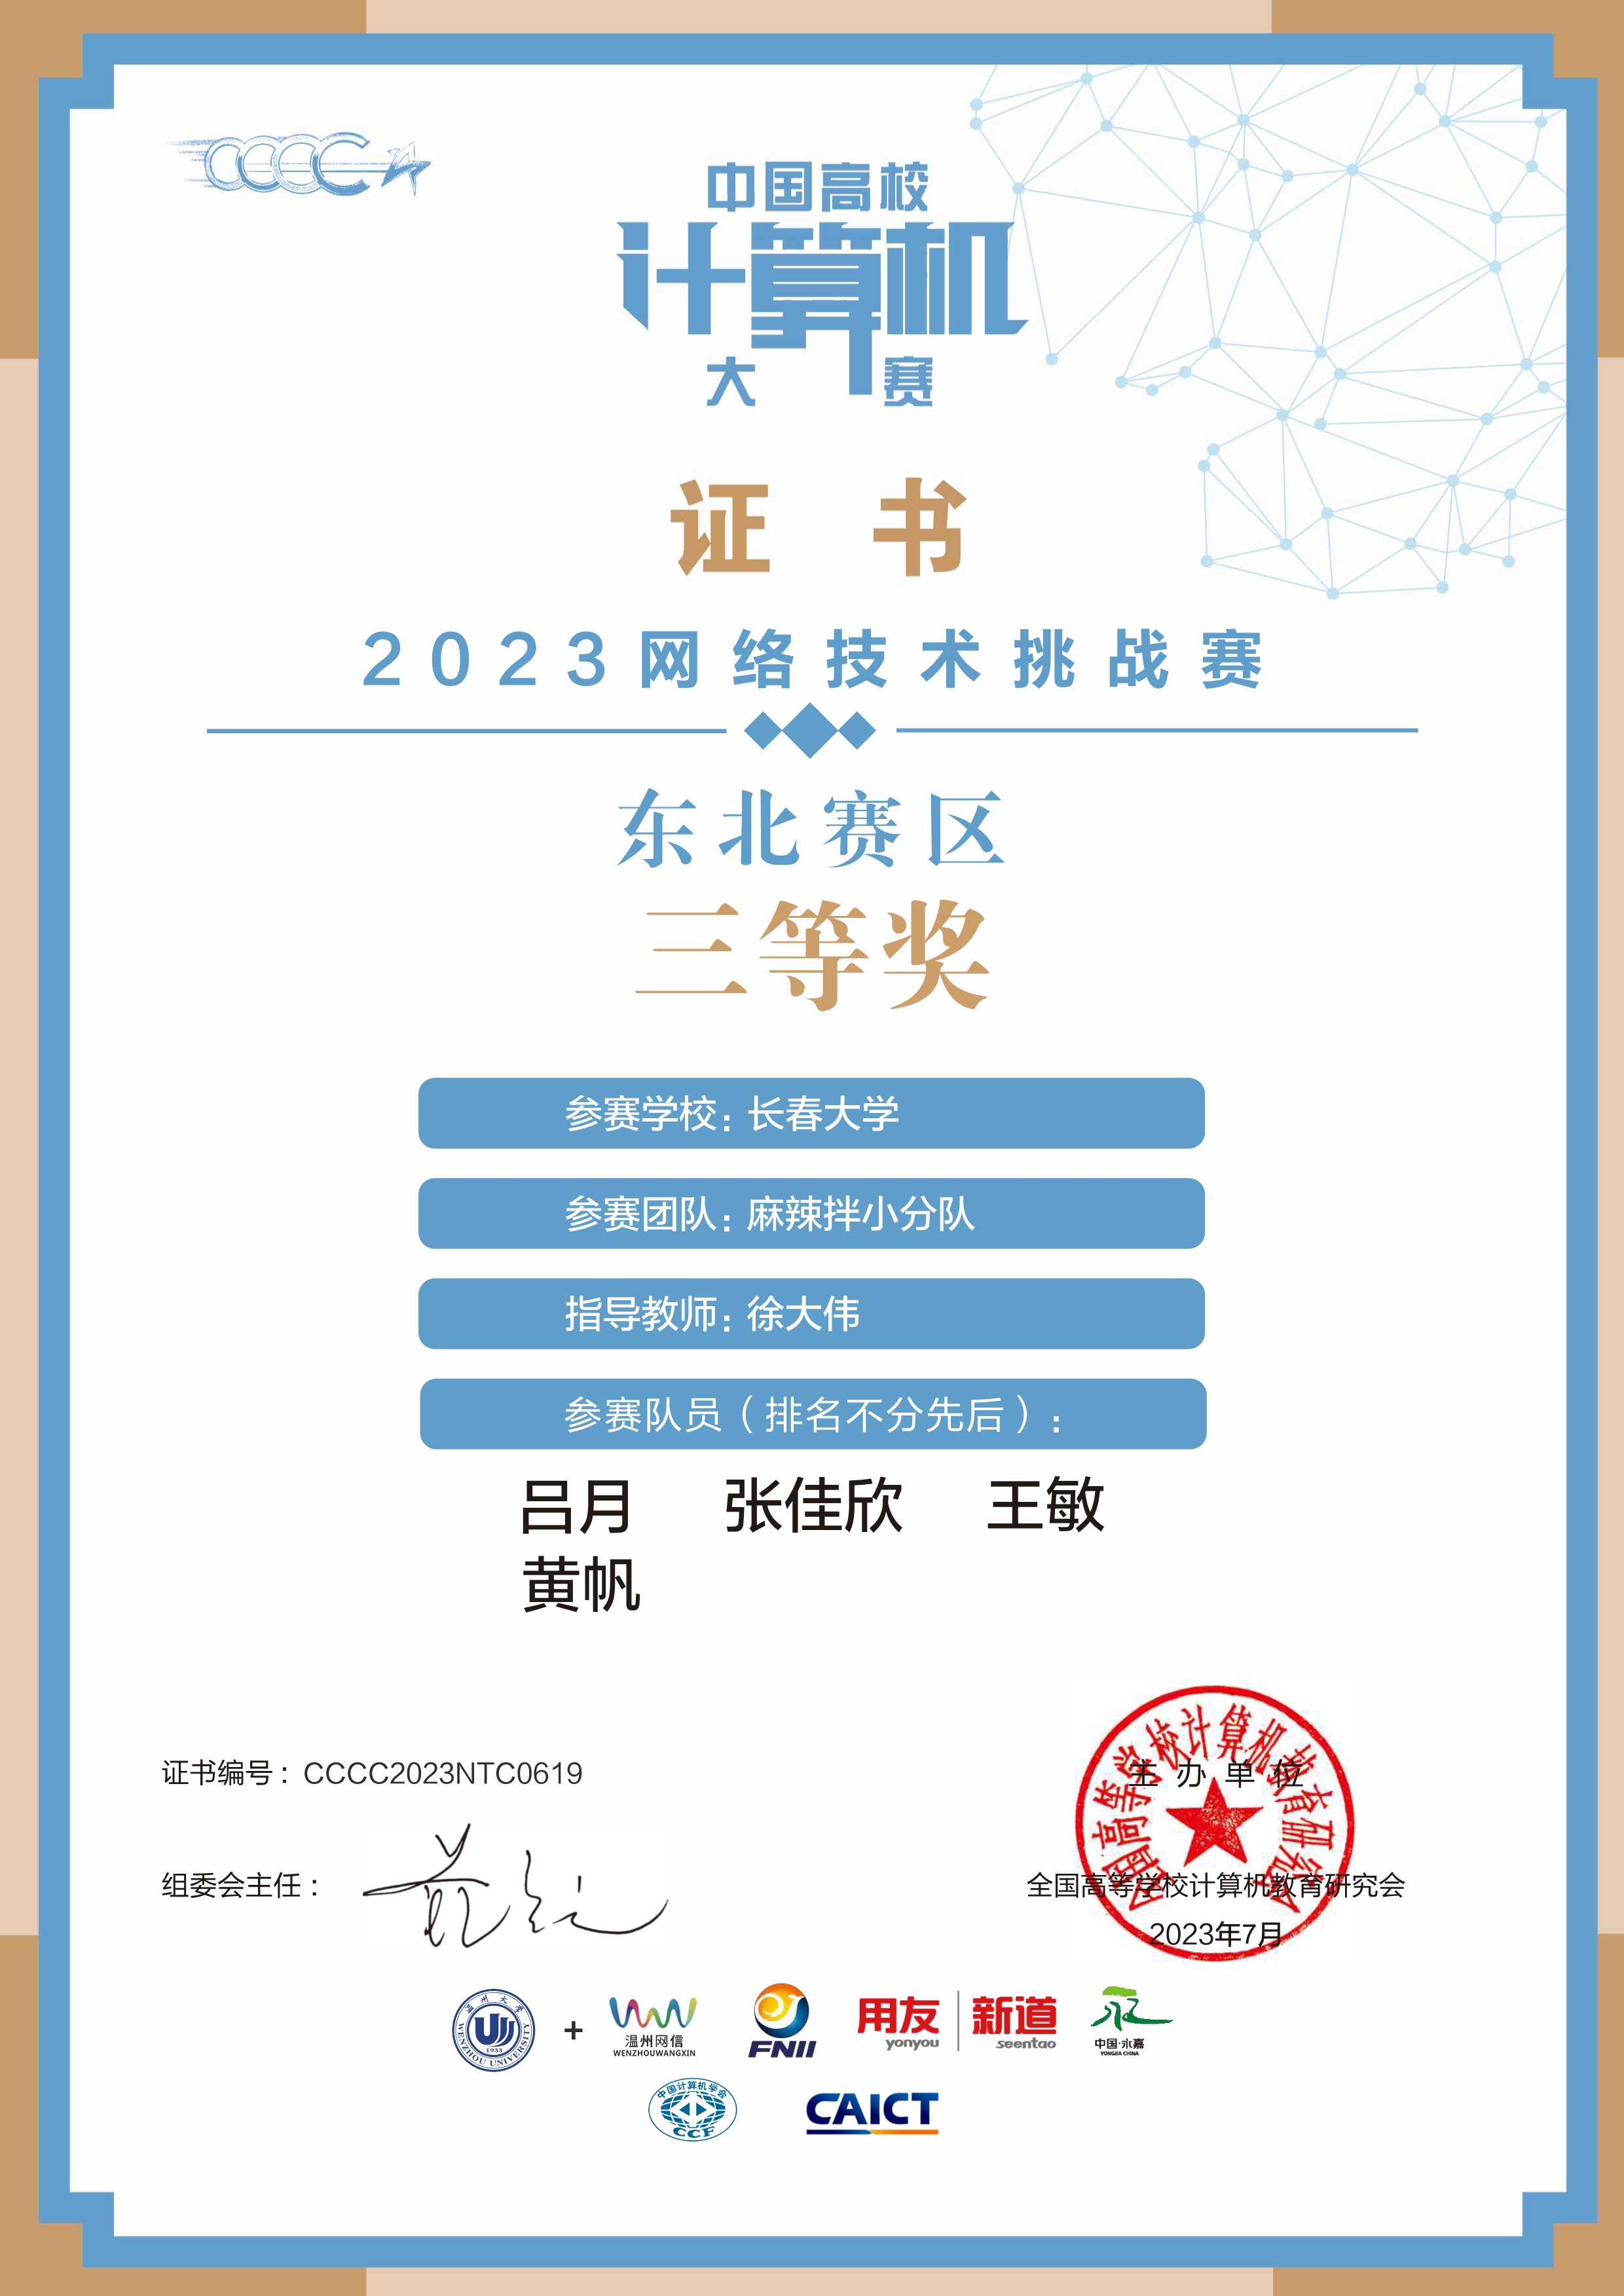 CCCC
中国高校
计算机
大赛
证书
2023网络技术挑战赛
东北赛区
三等奖
参赛学校：长春大学
参赛团队：麻辣拌小分队
指导教师：徐大伟
参赛队员（排名不分先后）：
吕月 张佳欣 王敏
黄帆
证书编号：CCCC2023NTC0619
主办单位
全国高等学校计算机教育研究会
组委会主任：
全国高等学校计算机教育研究会
2023年7月
温州大学
1933
WENZHOU UNIVERSITY
+
温州网信
WENZHOUWANGXIN
FNII
用友
yonyou
新道
seentao
中国·永嘉
YONGJIA CHINA
中国计算机学会
CCF
CAICT